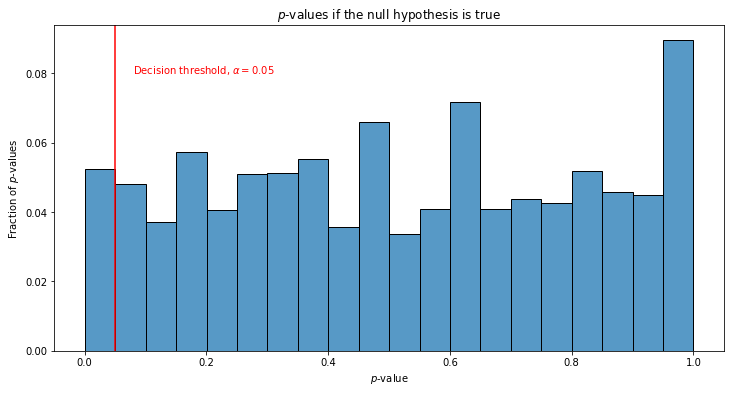 p-values if the null hypothesis is true
Decision threshold, α = 0.05
Fraction of p-values
0.08
0.06
0.04
0.02
0.00
0.0 0.2 0.4 0.6 0.8 1.0
p-value